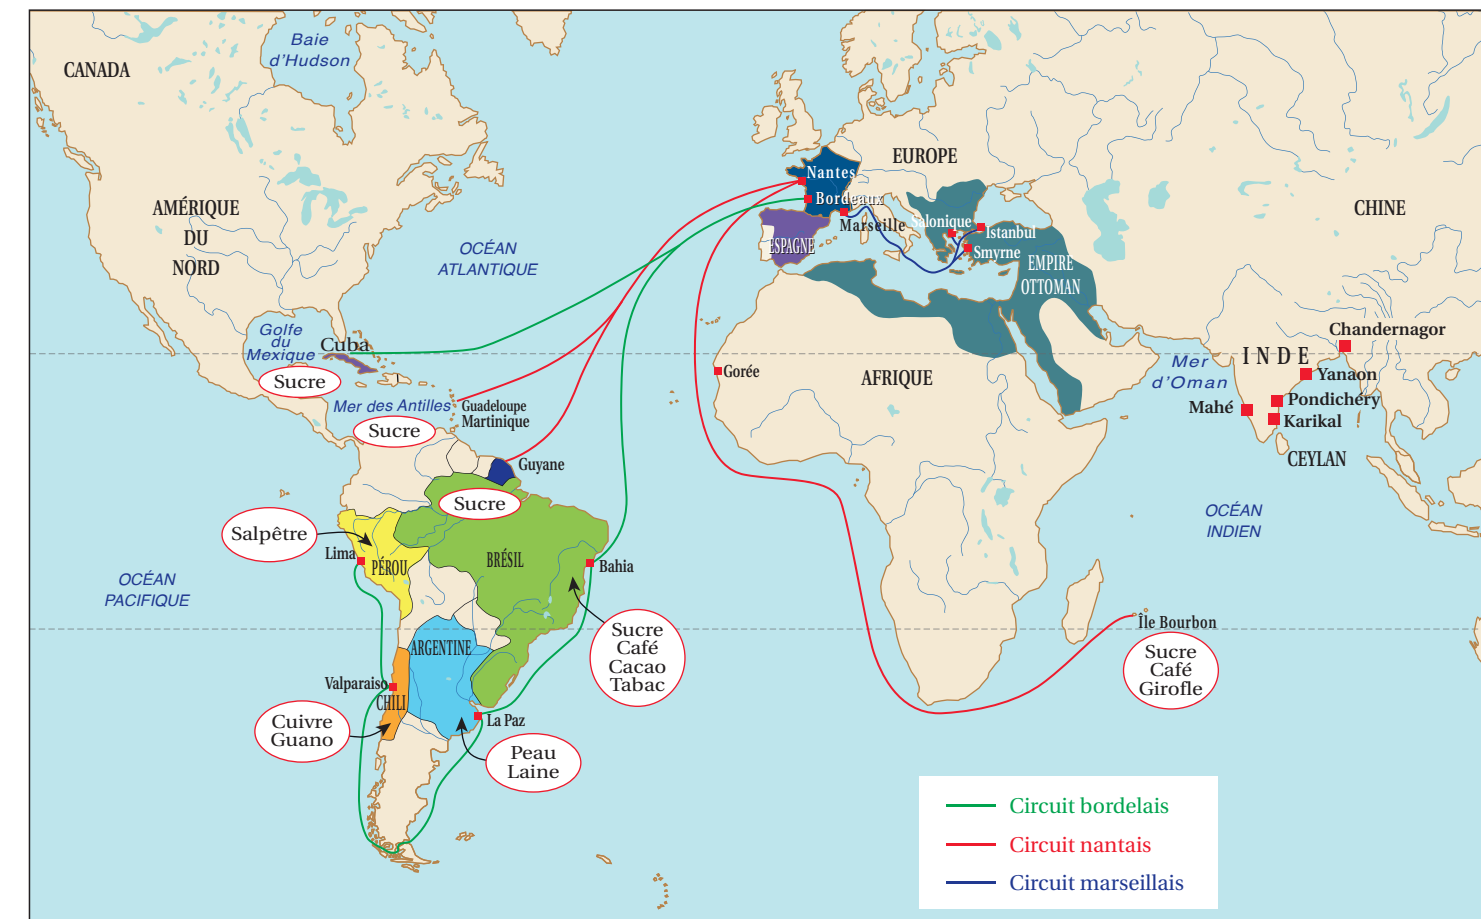 Baie
d'Hudson
CANADA
EUROPE
Nantes
Bordeaux
Marseille
AMÉRIQUE
DU
NORD
CHINE
OCÉAN
ATLANTIQUE
ESPAGNE
Salonique
Istanbul
Smyrne
EMPIRE
OTTOMAN
Golfe
du
Mexique
Cuba
Sucre
Chandernagor
INDE
Mer
d'Oman
Yanaon
Gorée
AFRIQUE
Mahé
Pondichéry
Karikal
CEYLAN
Mer des Antilles
Guadeloupe
Martinique
Sucre
Guyane
Sucre
OCÉAN
INDIEN
Salpêtre
Lima
PÉROU
BRÉSIL
Bahia
OCÉAN
PACIFIQUE
Île Bourbon
Sucre
Café
Girofle
Sucre
Café
Cacao
Tabac
ARGENTINE
Valparaiso
CHILI
Cuivre
Guano
La Paz
Peau
Laine
Circuit bordelais
Circuit nantais
Circuit marseillais